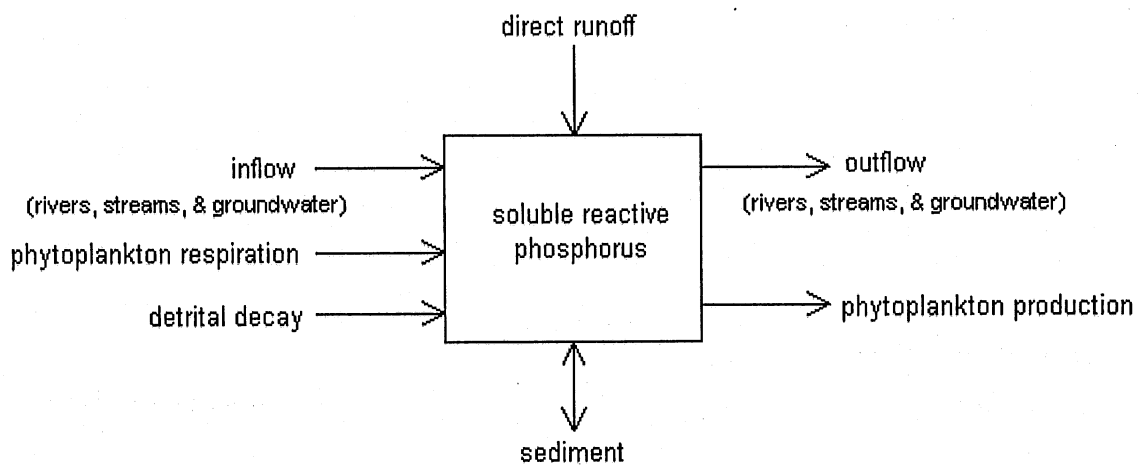 direct runoff
inflow
(rivers, streams, & groundwater)
phytoplankton respiration
detrital decay
soluble reactive
phosphorus
outflow
(rivers, streams, & groundwater)
phytoplankton production
sediment